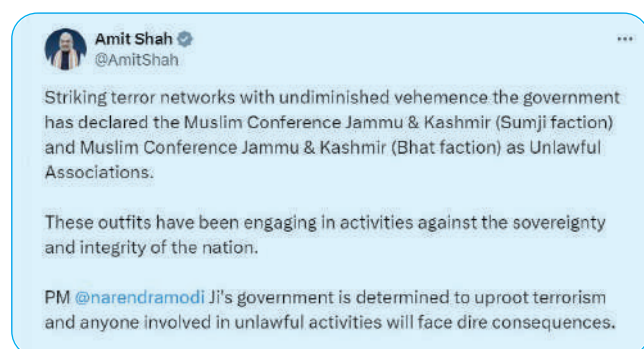 Amit Shah
@AmitShah
Striking terror networks with undiminished vehemence the government
has declared the Muslim Conference Jammu & Kashmir (Sumji faction)
and Muslim Conference Jammu & Kashmir (Bhat faction) as Unlawful
Associations.
These outfits have been engaging in activities against the sovereignty
and integrity of the nation.
PM @narendramodi Ji's government is determined to uproot terrorism
and anyone involved in unlawful activities will face dire consequences.